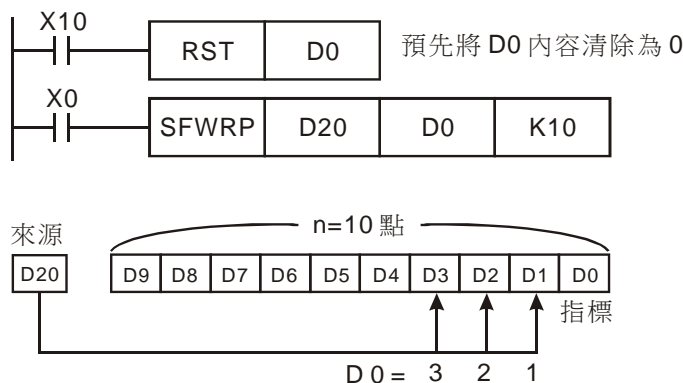 X10
RST D0 預先將 D0 內容清除為 0
X0
SFWRP D20 D0 K10
n=10 點
來源
D20 D9 D8 D7 D6 D5 D4 D3 D2 D1 D0
指標
D 0 = 3 2 1